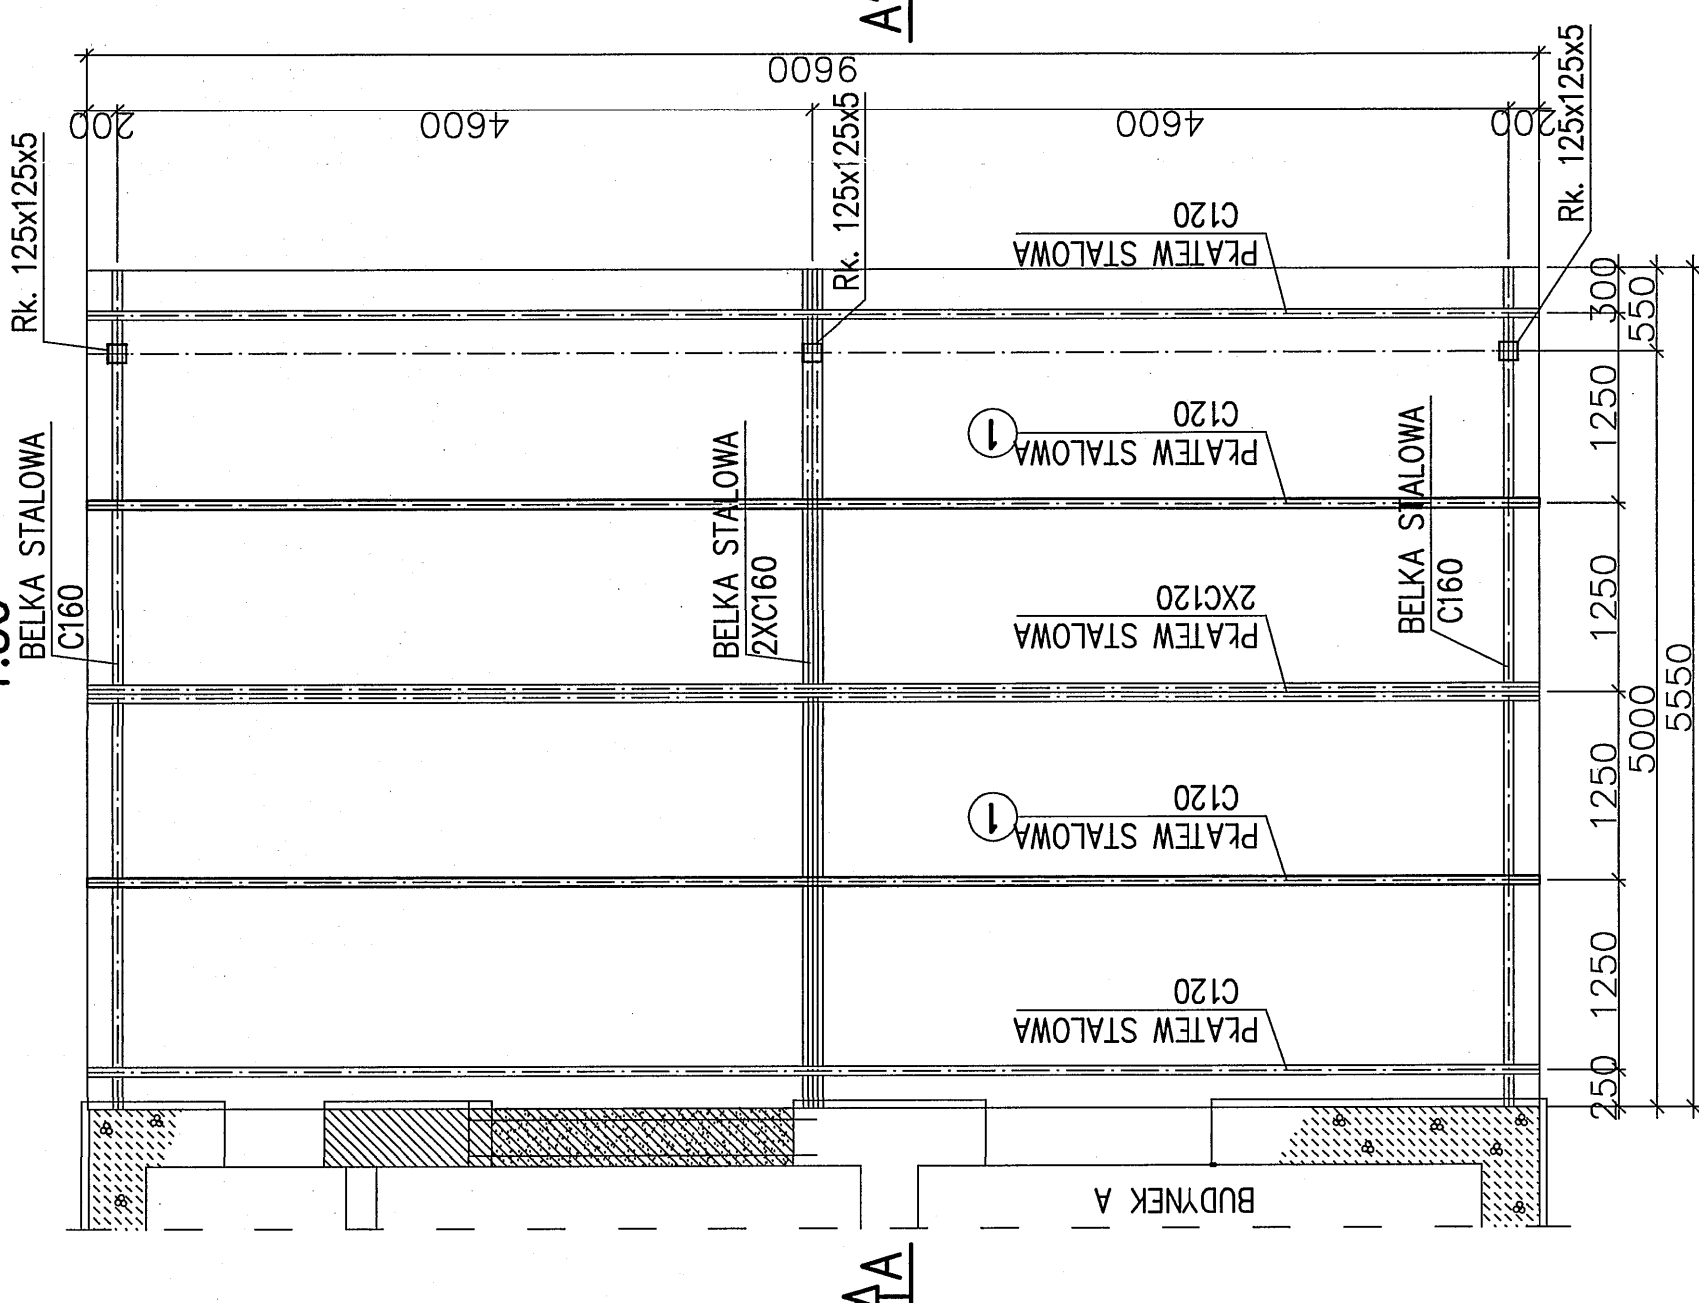 A
9600
200
4600
4600
200
Rk. 125x125x5
Rk. 125x125x5
Rk. 125x125x5
PŁATEW STALOWA
C120
BELKA STALOWA
C160
BELKA STALOWA
2XC160
BELKA STALOWA
C160
1
PŁATEW STALOWA
C120
PŁATEW STALOWA
2XC120
1
PŁATEW STALOWA
C120
PŁATEW STALOWA
C120
300
1250
1250
1250
1250
250
550
5000
5550
BUDYNEK A
A